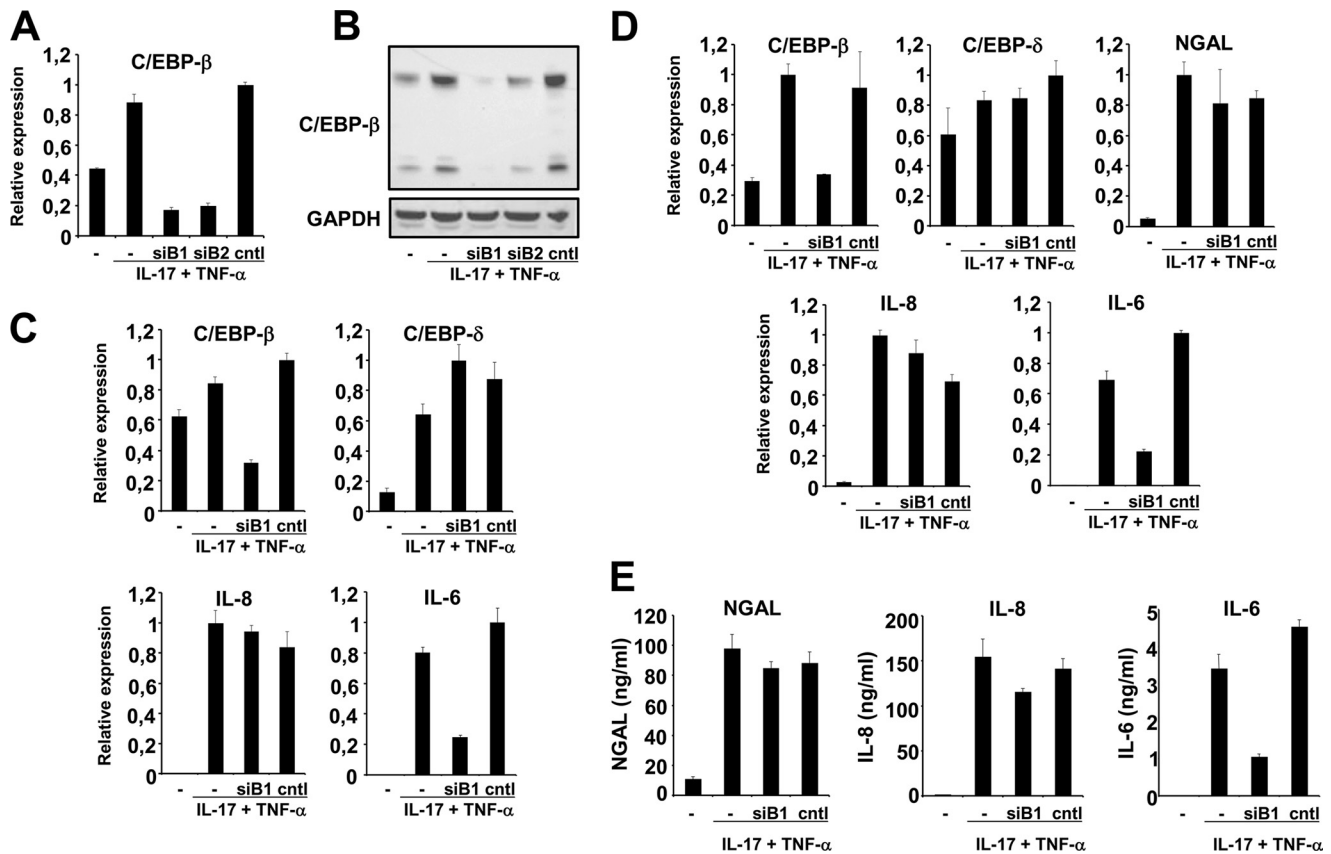 A
C/EBP-β
Relative expression
1,2
1
0,8
0,6
0,4
0,2
0
- - siB1 siB2 cntl
IL-17 + TNF-α
B
C/EBP-β
GAPDH
- - siB1 siB2 cntl
IL-17 + TNF-α
C
C/EBP-β
Relative expression
1,2
1
0,8
0,6
0,4
0,2
0
- - siB1 cntl
IL-17 + TNF-α
C/EBP-δ
1,2
1
0,8
0,6
0,4
0,2
0
- - siB1 cntl
IL-17 + TNF-α
IL-8
Relative expression
1,2
1
0,8
0,6
0,4
0,2
0
- - siB1 cntl
IL-17 + TNF-α
IL-6
1,2
1
0,8
0,6
0,4
0,2
0
- - siB1 cntl
IL-17 + TNF-α
D
C/EBP-β
Relative expression
1,2
1
0,8
0,6
0,4
0,2
0
- - siB1 cntl
IL-17 + TNF-α
C/EBP-δ
1,2
1
0,8
0,6
0,4
0,2
0
- - siB1 cntl
IL-17 + TNF-α
NGAL
1,2
1
0,8
0,6
0,4
0,2
0
- - siB1 cntl
IL-17 + TNF-α
IL-8
Relative expression
1,2
1
0,8
0,6
0,4
0,2
0
- - siB1 cntl
IL-17 + TNF-α
IL-6
1,2
1
0,8
0,6
0,4
0,2
0
- - siB1 cntl
IL-17 + TNF-α
E
NGAL
NGAL (ng/ml)
120
100
80
60
40
20
0
- - siB1 cntl
IL-17 + TNF-α
IL-8
IL-8 (ng/ml)
200
150
100
50
0
- - siB1 cntl
IL-17 + TNF-α
IL-6
IL-6 (ng/ml)
5
4
3
2
1
0
- - siB1 cntl
IL-17 + TNF-α